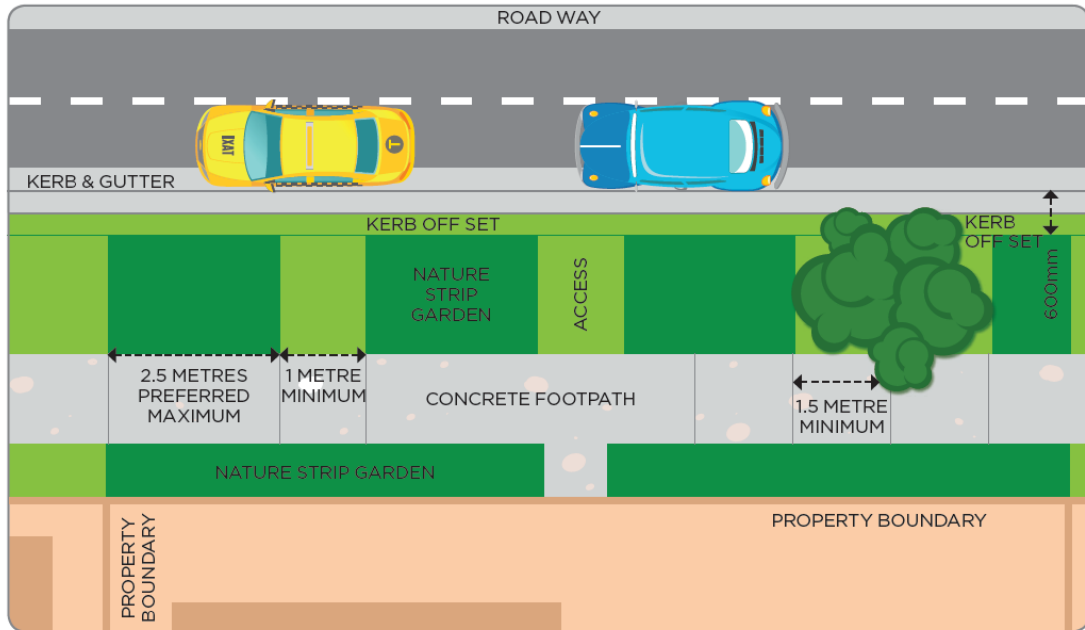 ROAD WAY
TAXI
T
KERB & GUTTER
KERB OFF SET
KERB
OFF SET
600mm
NATURE
STRIP
GARDEN
ACCESS
2.5 METRES
PREFERRED
MAXIMUM
1 METRE
MINIMUM
CONCRETE FOOTPATH
1.5 METRE
MINIMUM
NATURE STRIP GARDEN
PROPERTY
BOUNDARY
PROPERTY BOUNDARY